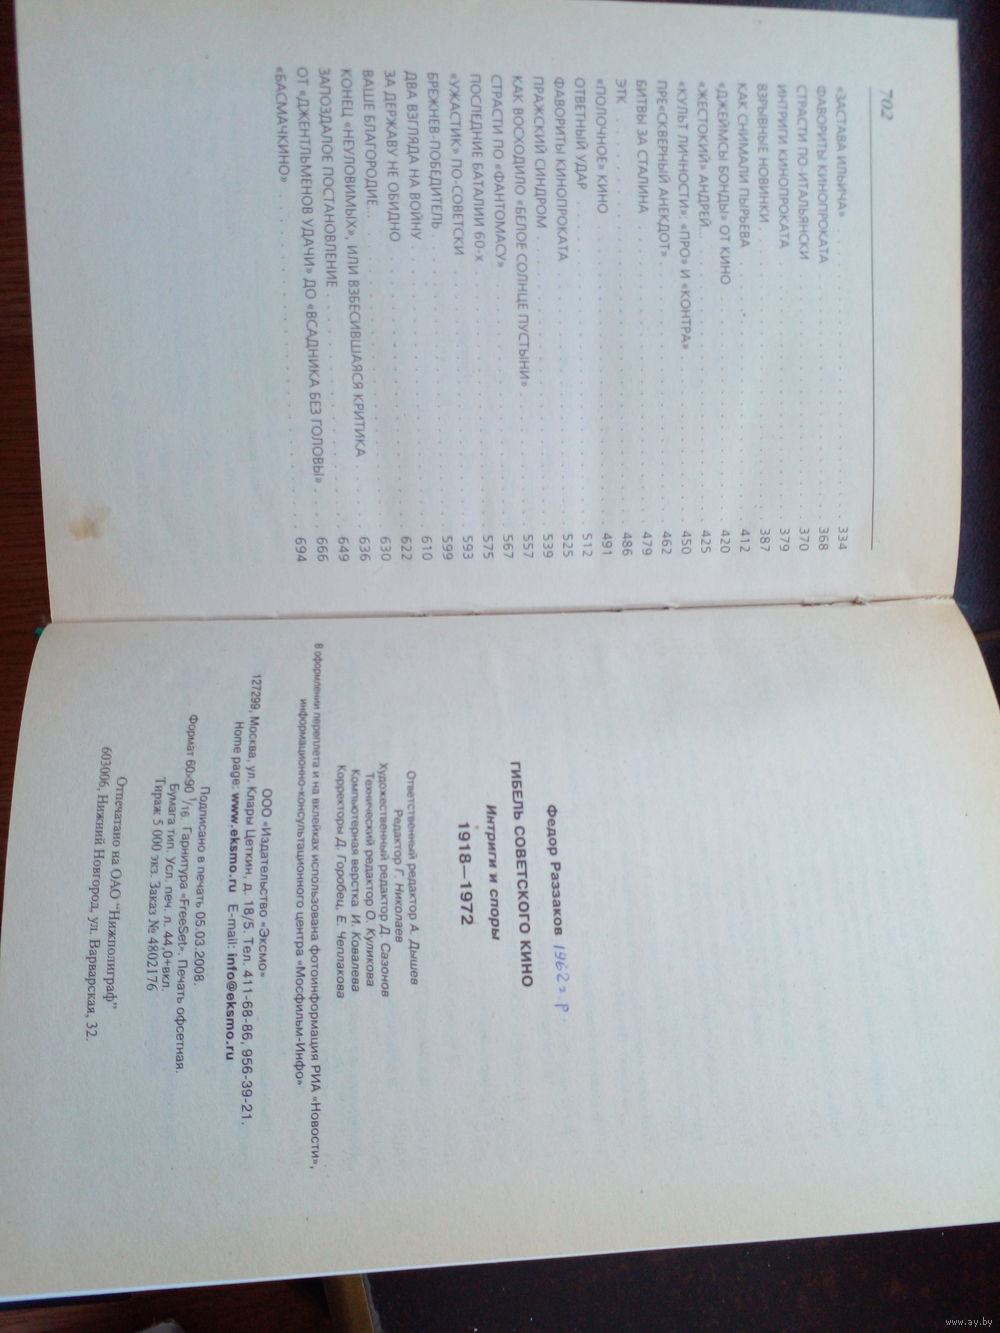 702
«ЗАСТАВА ИЛЬИЧА» . . . 334
ФАВОРИТЫ КИНОПРОКАТА . . . 368
СТРАСТИ ПО-ИТАЛЬЯНСКИ . . . 370
ИНТРИГИ КИНОПРОКАТА . . . 379
ВЗРЫВНЫЕ НОВИНКИ . . . 387
КАК СНИМАЛИ ПЫРЬЕВА . . . 412
«ДЖЕЙМСЫ БОНДЫ» ОТ КИНО . . . 420
«ЖЕСТОКИЙ» АНДРЕЙ... . . . 425
«КУЛЬТ ЛИЧНОСТИ»: «ПРО» И «КОНТРА» . . . 450
ПРЕ«СКВЕРНЫЙ АНЕКДОТ» . . . 462
БИТВЫ ЗА СТАЛИНА . . . 479
ЭТК . . . 486
«ПОЛОЧНОЕ» КИНО . . . 491
ОТВЕТНЫЙ УДАР . . . 512
ФАВОРИТЫ КИНОПРОКАТА . . . 525
ПРАЖСКИЙ СИНДРОМ . . . 539
КАК ВОСХОДИЛО «БЕЛОЕ СОЛНЦЕ ПУСТЫНИ» . . . 557
СТРАСТИ ПО «ФАНТОМАСУ» . . . 567
ПОСЛЕДНИЕ БАТАЛИИ 60-х . . . 575
«УЖАСТИК» ПО-СОВЕТСКИ . . . 593
БРЕЖНЕВ-ПОБЕДИТЕЛЬ . . . 599
ДВА ВЗГЛЯДА НА ВОЙНУ . . . 610
ЗА ДЕРЖАВУ НЕ ОБИДНО . . . 622
ВАШЕ БЛАГОРОДИЕ... . . . 630
КОНЕЦ «НЕУЛОВИМЫХ», ИЛИ ВЗБЕСИВШАЯСЯ КРИТИКА . . . 636
ЗАПОЗДАЛОЕ ПОСТАНОВЛЕНИЕ . . . 649
ОТ «ДЖЕНТЛЬМЕНОВ УДАЧИ» ДО «ВСАДНИКА БЕЗ ГОЛОВЫ» . . . 666
«БАСМАЧКИНО» . . . 694
Федор Раззаков 1962 г. р.
ГИБЕЛЬ СОВЕТСКОГО КИНО
Интриги и споры
1918—1972
Ответственный редактор А. Дышев
Редактор Г. Николаев
Художественный редактор Д. Сазонов
Технический редактор О. Куликова
Компьютерная верстка И. Ковалева
Корректоры Д. Горобец, Е. Чеплакова
В оформлении переплета и на вклейках использована фотоинформация РИА «Новости»,
информационно-консультационного центра «Мосфильм-Инфо»
ООО «Издательство «Эксмо»
127299, Москва, ул. Клары Цеткин, д. 18/5. Тел. 411-68-86, 956-39-21.
Home page: www.eksmo.ru E-mail: info@eksmo.ru
Подписано в печать 05.03.2008.
Формат 60х90 1/16. Гарнитура «FreeSet». Печать офсетная.
Бумага тип. Усл. печ. л. 44,0+вкл.
Тираж 5 000 экз. Заказ № 4802176
Отпечатано на ОАО "Нижполиграф"
603006, Нижний Новгород, ул. Варварская, 32.
www.ay.by